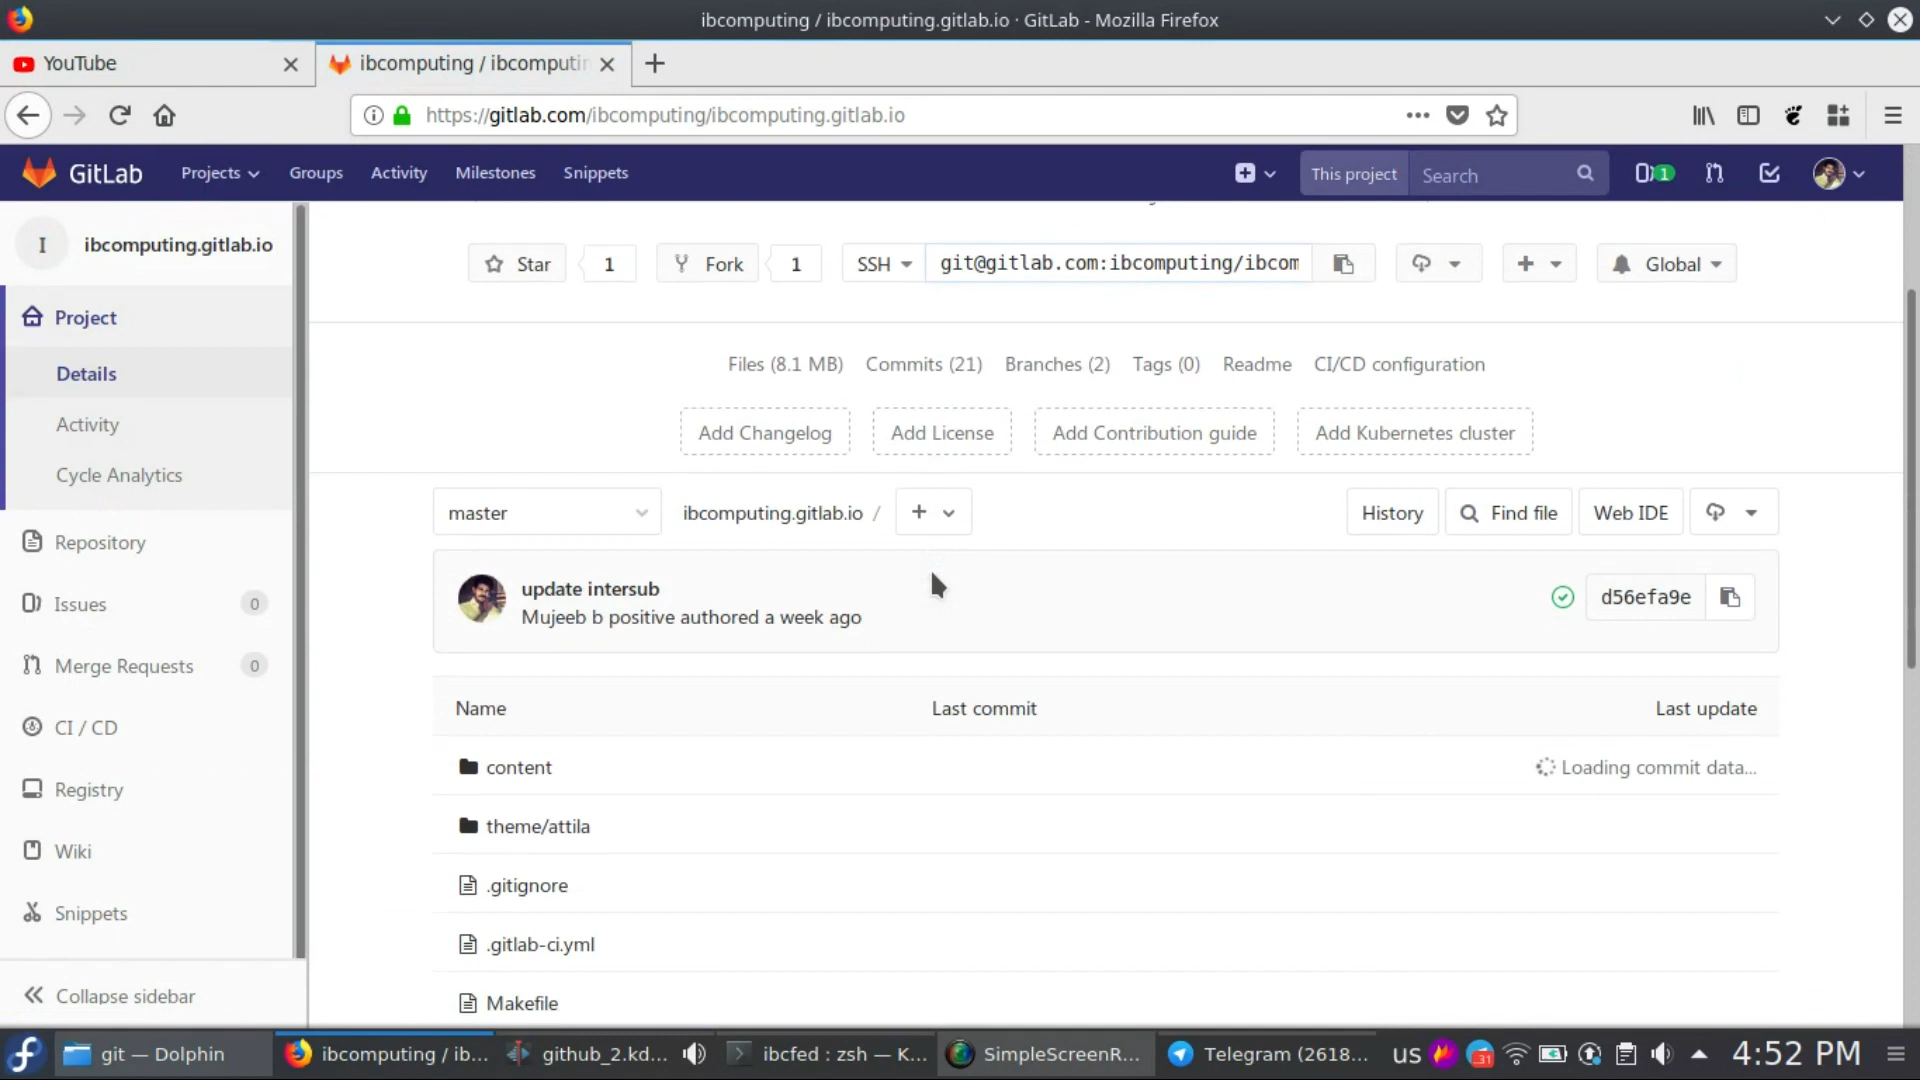 ibcomputing / ibcomputing.gitlab.io · GitLab - Mozilla Firefox
YouTube
ibcomputing / ibcomputi
https://gitlab.com/ibcomputing/ibcomputing.gitlab.io
GitLab Projects Groups Activity Milestones Snippets This project Search 1
I ibcomputing.gitlab.io
Star 1 Fork 1 SSH git@gitlab.com:ibcomputing/ibcom Global
Project
Details
Activity
Cycle Analytics
Repository
Issues 0
Merge Requests 0
CI / CD
Registry
Wiki
Snippets
Collapse sidebar
Files (8.1 MB) Commits (21) Branches (2) Tags (0) Readme CI/CD configuration
Add Changelog Add License Add Contribution guide Add Kubernetes cluster
master ibcomputing.gitlab.io / + History Find file Web IDE
update intersub
Mujeeb b positive authored a week ago
d56efa9e
Name Last commit Last update
content Loading commit data...
theme/attila
.gitignore
.gitlab-ci.yml
Makefile
git — Dolphin ibcomputing / ib... github_2.kd... ibcfed : zsh — K... SimpleScreenR... Telegram (2618... us 31 4:52 PM